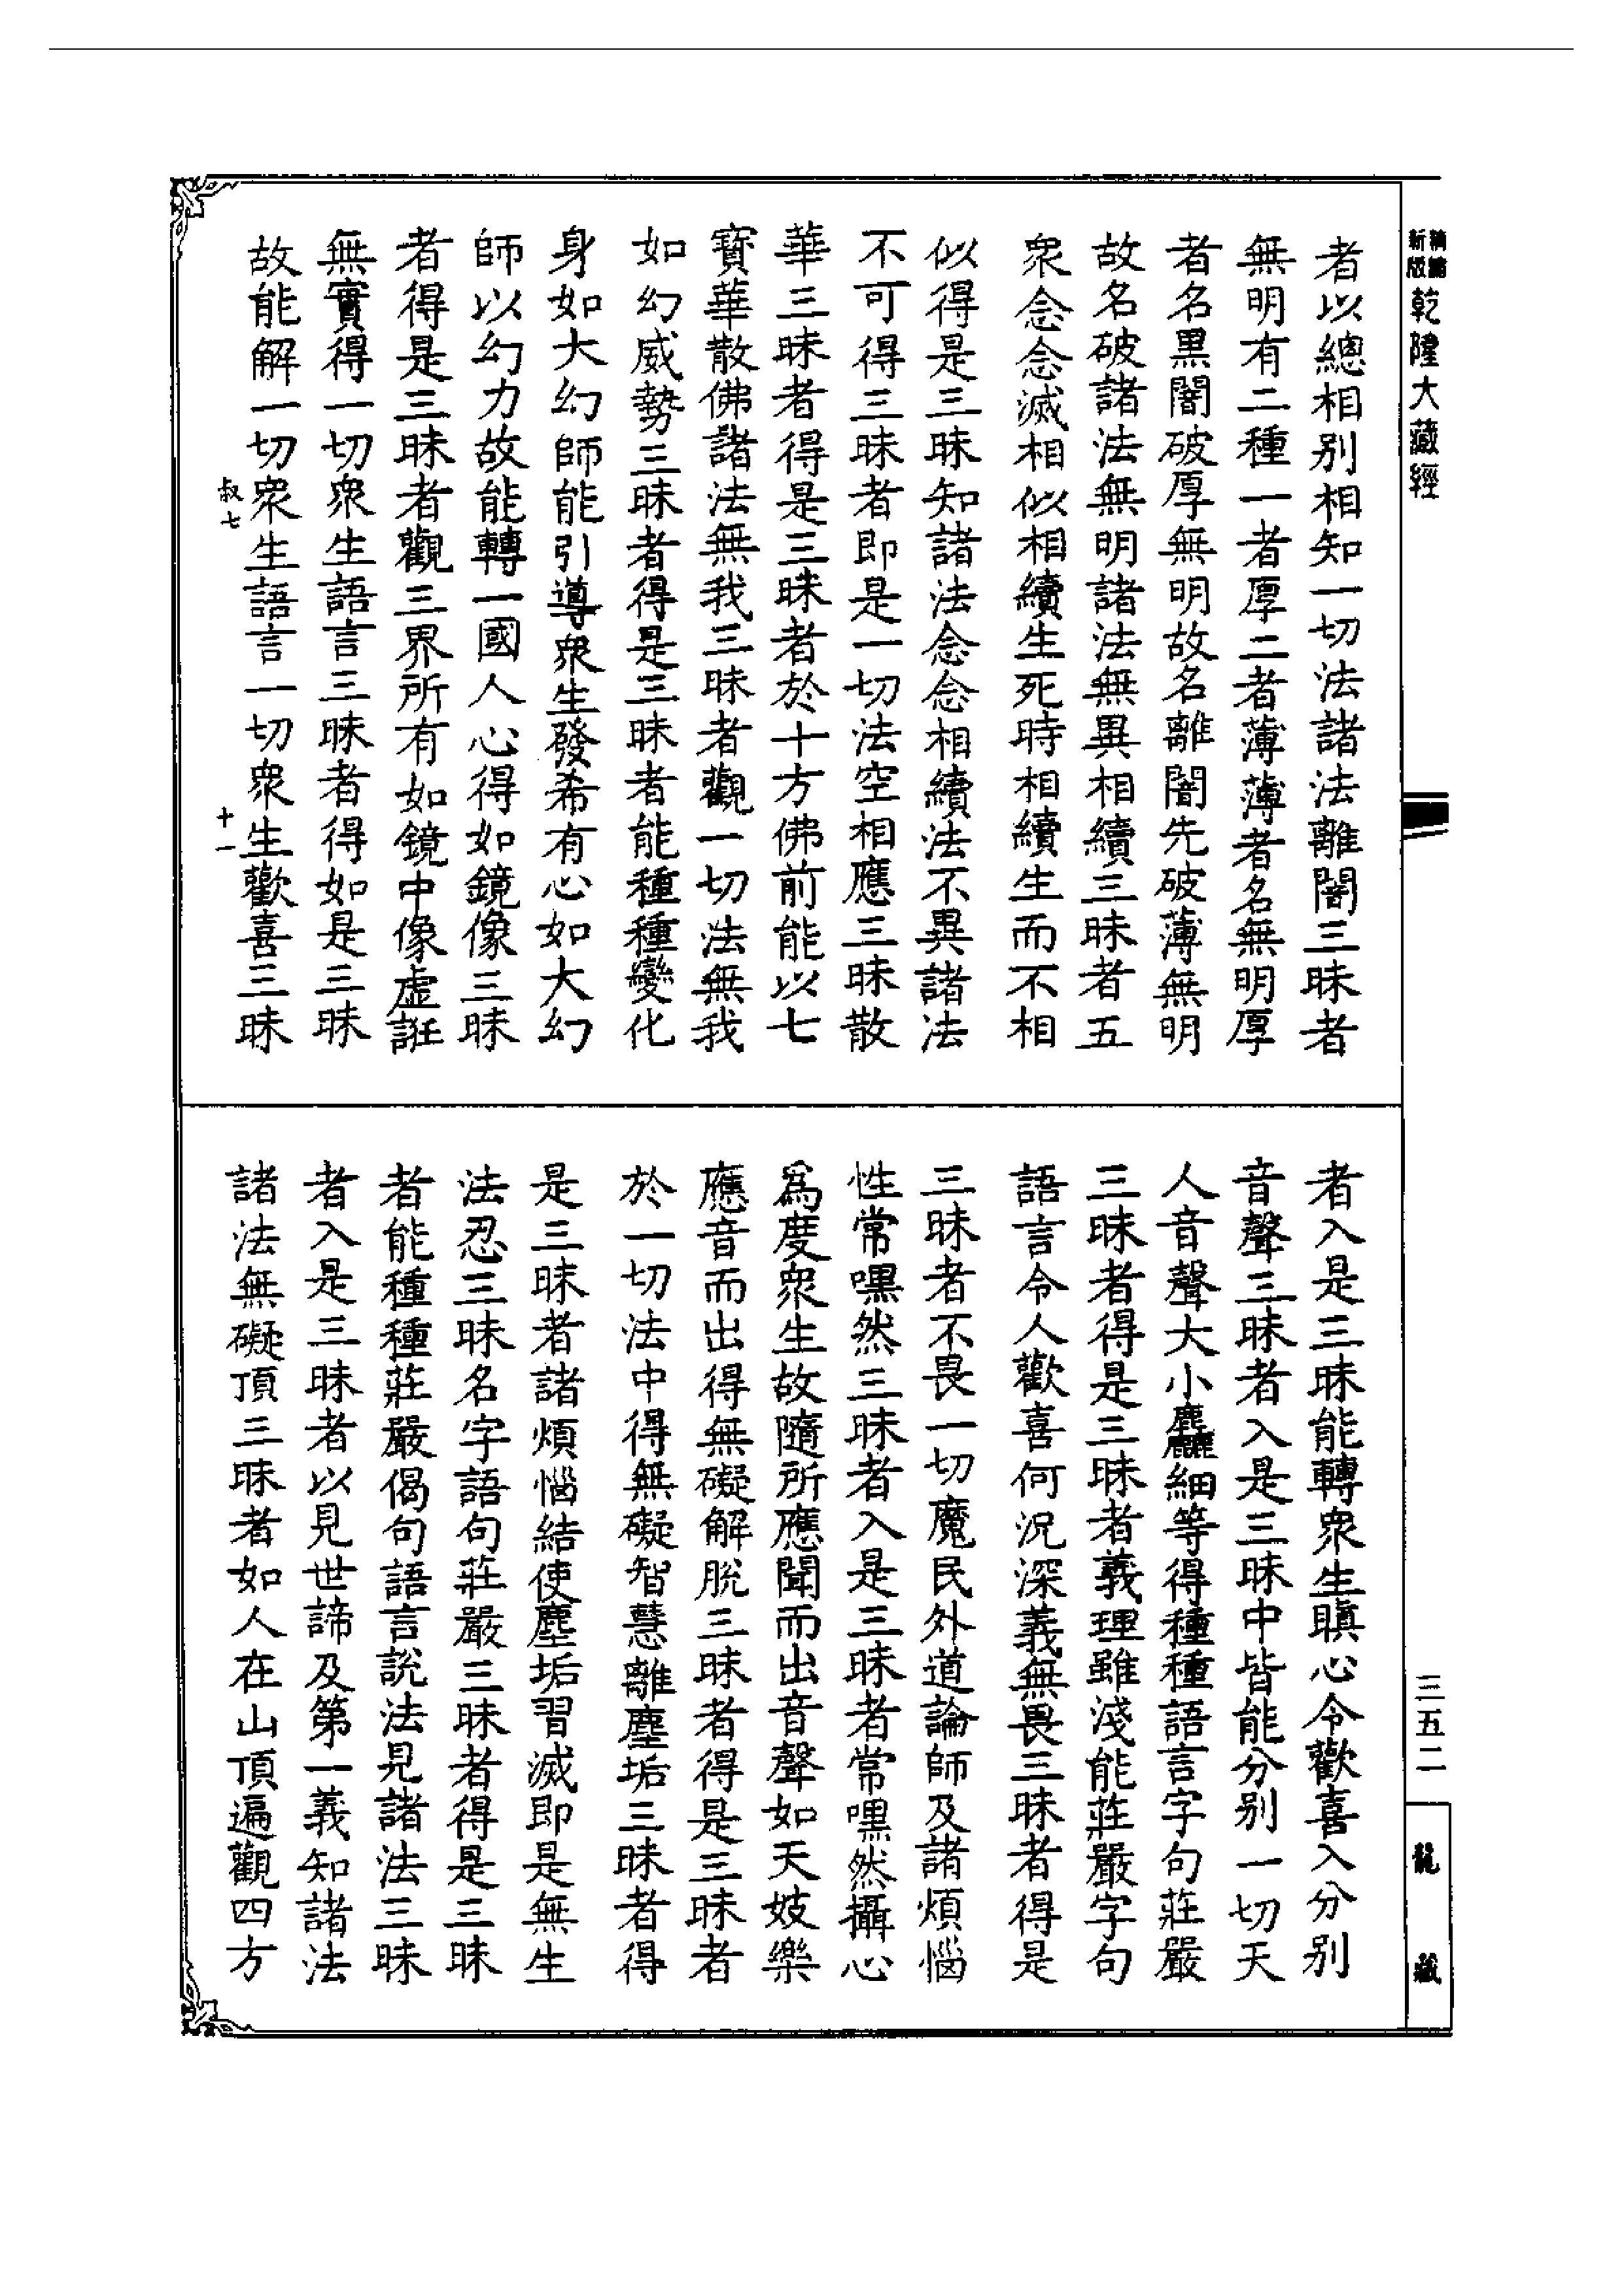 新版
精譜
乾隆大藏經
者以總相別相知一切法諸法離闇三昧者
無明有二種一者厚二者薄薄者名無明厚
者名黑闇破厚無明故名離闇先破薄無明
故名破諸法無明諸法無異相續三昧者五
衆念念滅相似相續生死時相續生而不相
似得是三昧知諸法念念相續法不異諸法
不可得三昧者即是一切法空相應三昧散
華三昧者得是三昧者於十方佛前能以七
寶華散佛諸法無我三昧者觀一切法無我
如幻威勢三昧者得是三昧者能種種變化
身如大幻師能引導衆生發希有心如大幻
師以幻力故能轉一國人心得如鏡像三昧
者得是三昧者觀三界所有如鏡中像虛誑
無實得一切衆生語言三昧者得如是三昧
故能解一切衆生語言一切衆生歡喜三昧
叔七
十一
者入是三昧能轉衆生瞋心令歡喜入分別
音聲三昧者入是三昧中皆能分別一切天
人音聲大小麤細等得種種語言字句莊嚴
三昧者得是三昧者義理雖淺能莊嚴字句
語言令人歡喜何況深義無畏三昧者得是
三昧者不畏一切魔民外道論師及諸煩惱
性常嘿然三昧者入是三昧者常嘿然攝心
爲度衆生故隨所應聞而出音聲如天妓樂
應音而出得無礙解脫三昧者得是三昧者
於一切法中得無礙智慧離塵垢三昧者得
是三昧者諸煩惱結使塵垢習滅即是無生
法忍三昧名字語句莊嚴三昧者得是三昧
者能種種莊嚴偈句語言說法見諸法三昧
者入是三昧者以見世諦及第一義知諸法
諸法無礙頂三昧者如人在山頂遍觀四方
三五二
龍藏